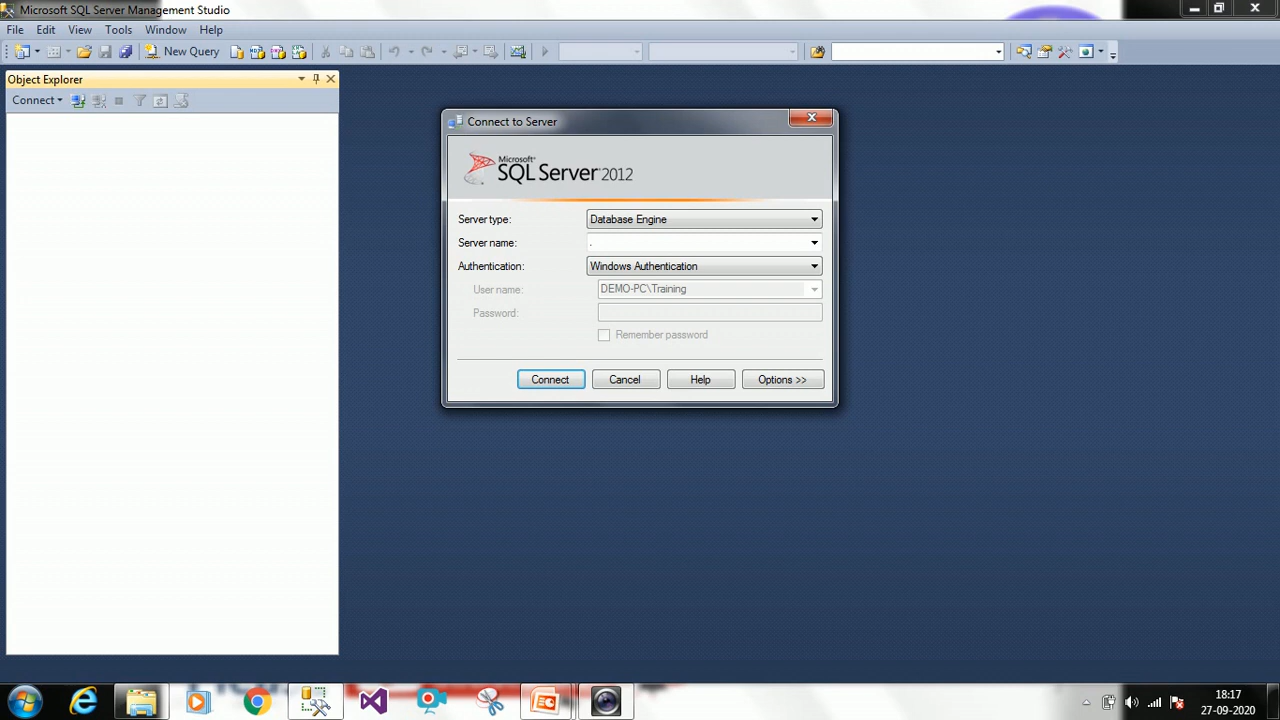 Microsoft SQL Server Management Studio
File Edit View Tools Window Help
New Query
Object Explorer
Connect
Connect to Server
Microsoft
SQL Server 2012
Server type: Database Engine
Server name: .
Authentication: Windows Authentication
User name: DEMO-PC\Training
Password:
Remember password
Connect Cancel Help Options >>
18:17
27-09-2020